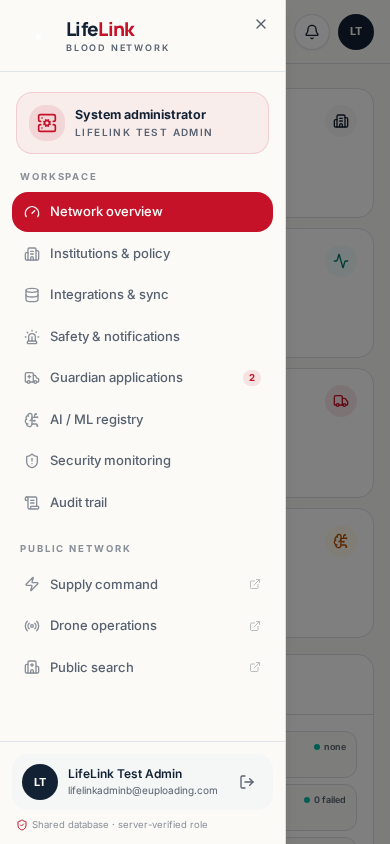 LifeLink
BLOOD NETWORK
LT
System administrator
LIFELINK TEST ADMIN
WORKSPACE
Network overview
Institutions & policy
Integrations & sync
Safety & notifications
Guardian applications 2
AI / ML registry
Security monitoring
Audit trail
PUBLIC NETWORK
Supply command
Drone operations
Public search
none
0 failed
LT
LifeLink Test Admin
lifelinkadminb@euploading.com
Shared database · server-verified role